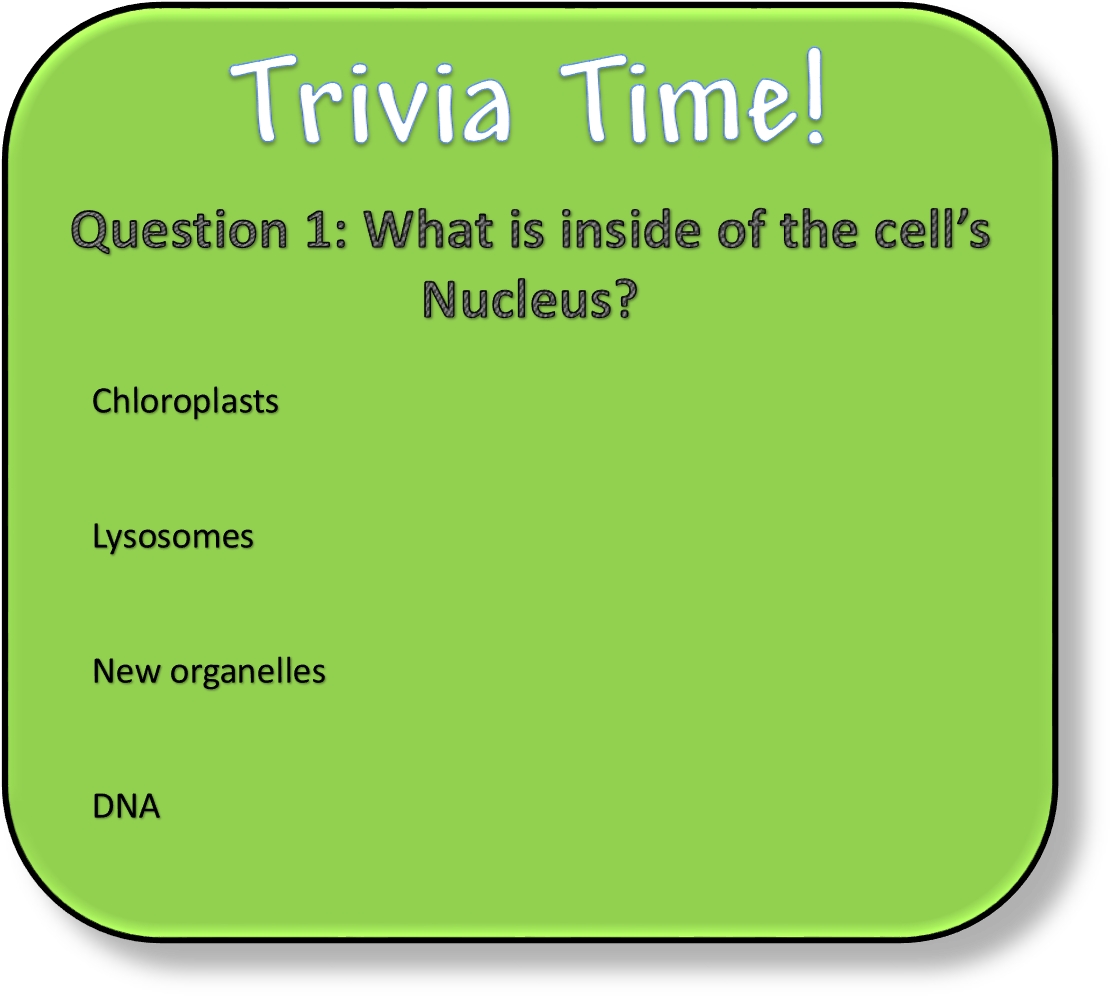 Trivia Time!
Question 1: What is inside of the cell’s
Nucleus?
Chloroplasts
Lysosomes
New organelles
DNA